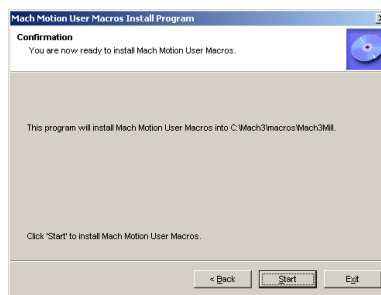 Mach Motion User Macros Install Program
Confirmation
You are now ready to install Mach Motion User Macros.
This program will install Mach Motion User Macros into C:\Mach3\macros\Mach3Mill.
Click 'Start' to install Mach Motion User Macros.
< Back Start Exit